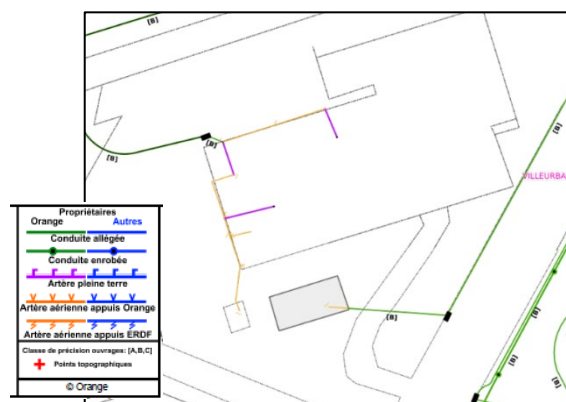 [B]
[B]
[B]
[B]
VILLEURBA
[B]
[B]
[B]
Propriétaires
Orange Autres
Conduite allégée
Conduite enrobée
Artère pleine terre
Artère aérienne appuis Orange
Artère aérienne appuis ERDF
Classe de précision ouvrages: [A,B,C]
Points topographiques
© Orange